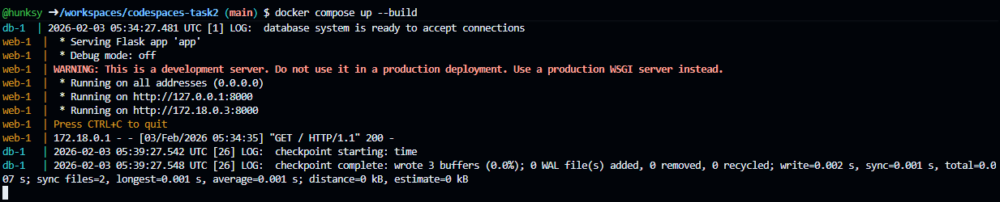 @hunksy ➜/workspaces/codespaces-task2 (main) $ docker compose up --build
db-1  | 2026-02-03 05:34:27.481 UTC [1] LOG:  database system is ready to accept connections
web-1  |  * Serving Flask app 'app'
web-1  |  * Debug mode: off
web-1  | WARNING: This is a development server. Do not use it in a production deployment. Use a production WSGI server instead.
web-1  |  * Running on all addresses (0.0.0.0)
web-1  |  * Running on http://127.0.0.1:8000
web-1  |  * Running on http://172.18.0.3:8000
web-1  | Press CTRL+C to quit
web-1  | 172.18.0.1 - - [03/Feb/2026 05:34:35] "GET / HTTP/1.1" 200 -
db-1   | 2026-02-03 05:39:27.542 UTC [26] LOG:  checkpoint starting: time
db-1   | 2026-02-03 05:39:27.548 UTC [26] LOG:  checkpoint complete: wrote 3 buffers (0.0%); 0 WAL file(s) added, 0 removed, 0 recycled; write=0.002 s, sync=0.001 s, total=0.0
07 s; sync files=2, longest=0.001 s, average=0.001 s; distance=0 kB, estimate=0 kB